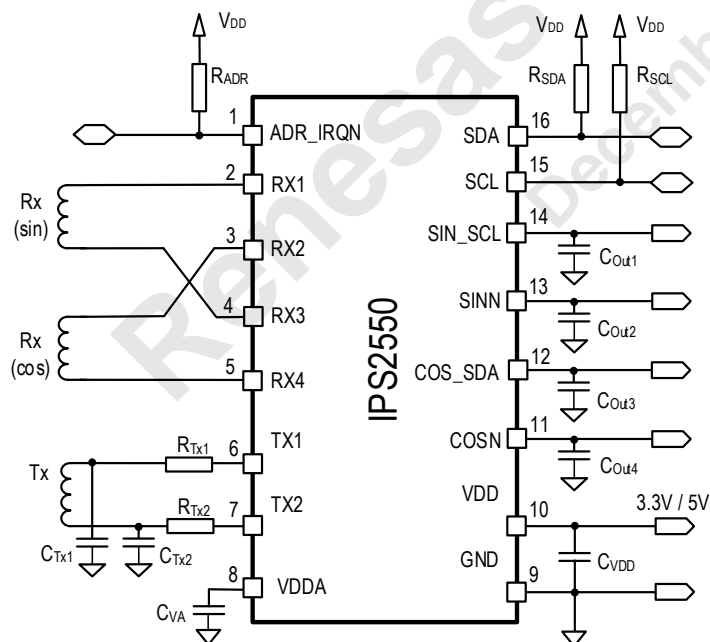 VDD
VDD
VDD
RADR
RSDA
RSCL
1
ADR_IRQN
SDA
16
2
RX1
SCL
15
Rx
(sin)
3
RX2
SIN_SCL
14
COut1
4
RX3
SINN
13
COut2
Rx
(cos)
5
RX4
COS_SDA
12
COut3
IPS2550
TX1
COSN
11
COut4
RTx1
6
Tx
TX2
VDD
RTx2
7
10
3.3V / 5V
CTx1
CTx2
CVDD
GND
8
VDDA
9
CVA
Renesas
Decemb